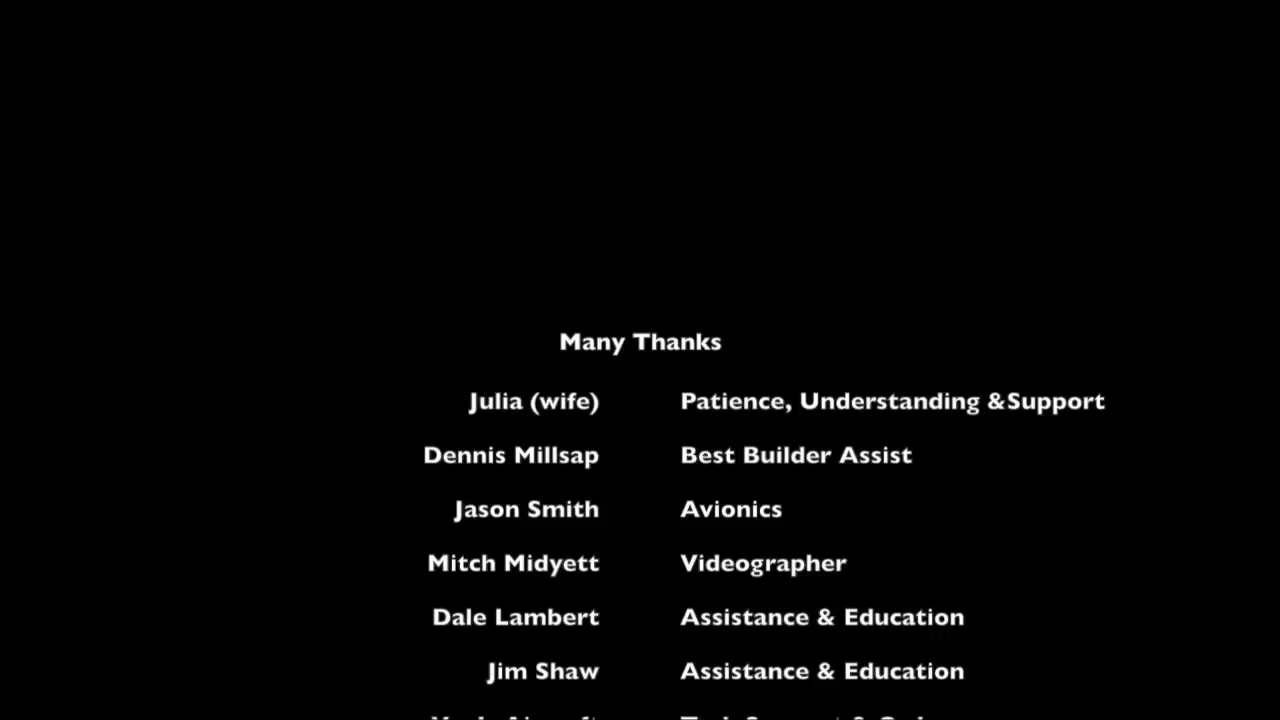 Many Thanks
Julia (wife) Patience, Understanding &Support
Dennis Millsap Best Builder Assist
Jason Smith Avionics
Mitch Midyett Videographer
Dale Lambert Assistance & Education
Jim Shaw Assistance & Education